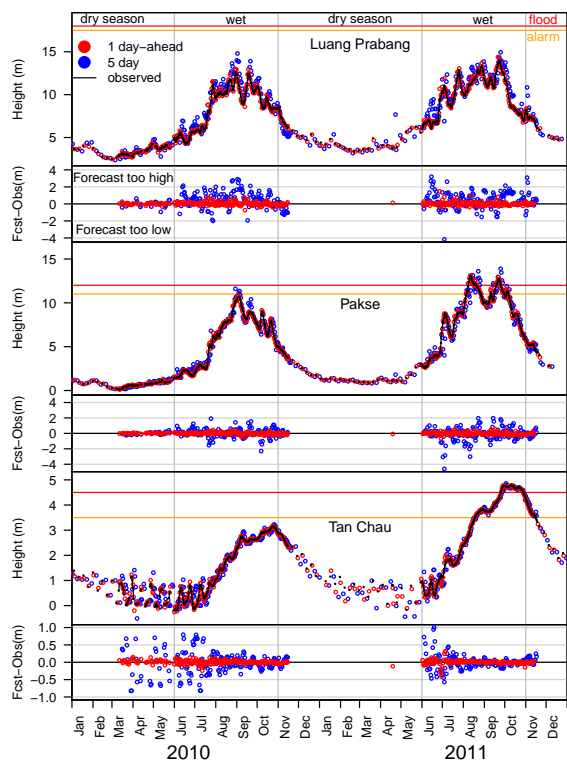 dry season wet dry season wet flood
alarm
Luang Prabang
1 day−ahead
5 day
observed
Height (m)
15
10
5
Forecast too high
Forecast too low
Fcst−Obs(m)
4
2
0
−2
−4
Pakse
Height (m)
15
10
5
0
Fcst−Obs(m)
4
2
0
−2
−4
Tan Chau
Height (m)
5
4
3
2
1
0
Fcst−Obs(m)
1.0
0.5
0.0
−0.5
−1.0
Jan Feb Mar Apr May Jun Jul Aug Sep Oct Nov Dec Jan Feb Mar Apr May Jun Jul Aug Sep Oct Nov Dec
2010 2011